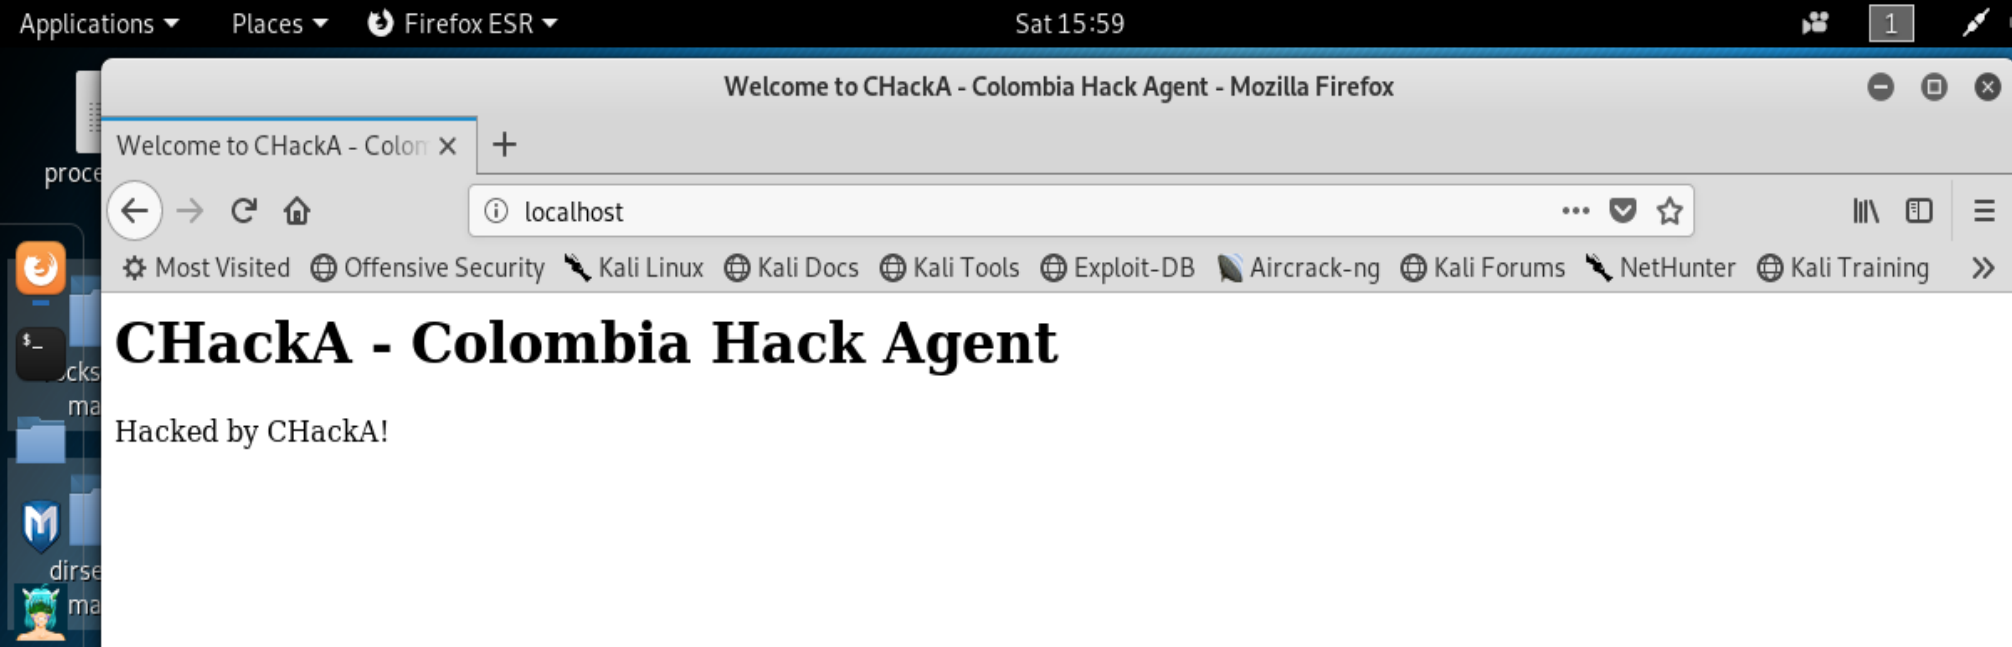 Applications Places Firefox ESR Sat 15:59 1
Welcome to CHackA - Colombia Hack Agent - Mozilla Firefox
Welcome to CHackA - Colom
localhost
Most Visited Offensive Security Kali Linux Kali Docs Kali Tools Exploit-DB Aircrack-ng Kali Forums NetHunter Kali Training
CHackA - Colombia Hack Agent
Hacked by CHackA!
proce
$_
ocks
ma
dirse
ma